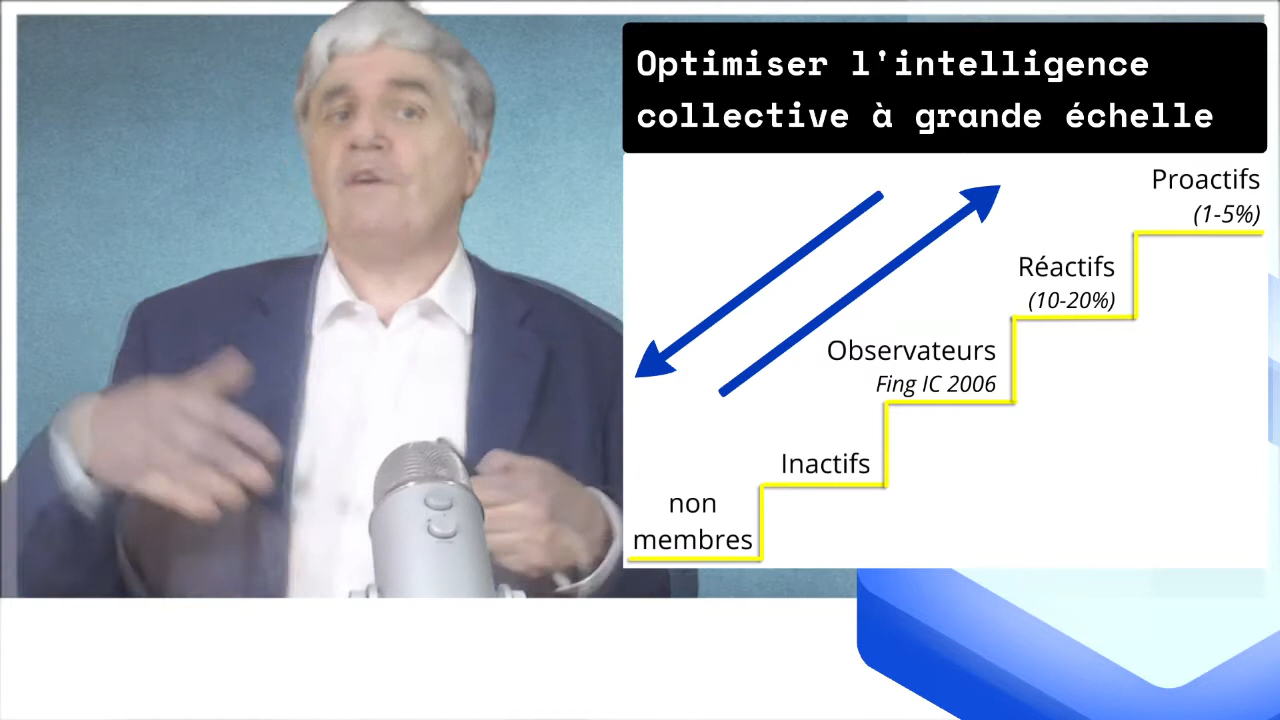 Optimiser l'intelligence
collective à grande échelle
Proactifs
(1-5%)
Réactifs
(10-20%)
Observateurs
Fing IC 2006
Inactifs
non
membres